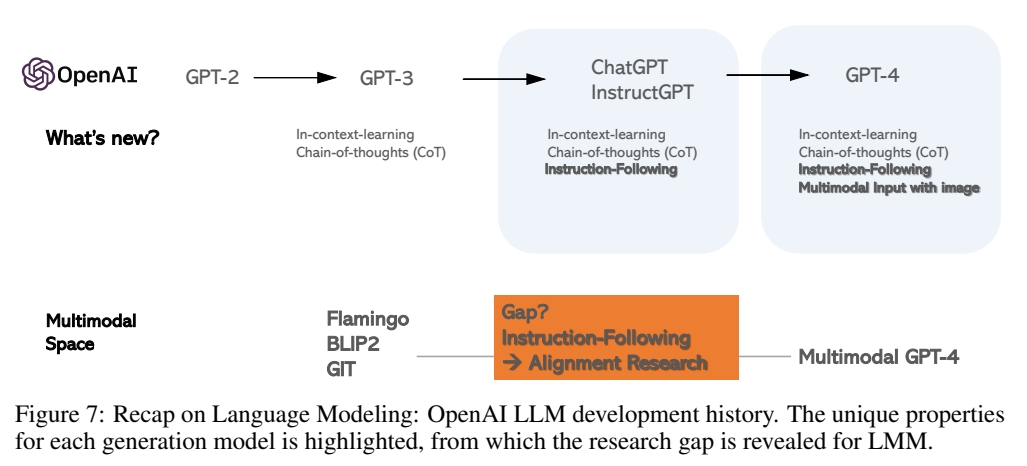 OpenAI
GPT-2
GPT-3
ChatGPT
InstructGPT
GPT-4
What's new?
In-context-learning
Chain-of-thoughts (CoT)
In-context-learning
Chain-of-thoughts (CoT)
Instruction-Following
In-context-learning
Chain-of-thoughts (CoT)
Instruction-Following
Multimodal Input with image
Multimodal
Space
Flamingo
BLIP2
GIT
Gap?
Instruction-Following
→ Alignment Research
Multimodal GPT-4
Figure 7: Recap on Language Modeling: OpenAI LLM development history. The unique properties
for each generation model is highlighted, from which the research gap is revealed for LMM.